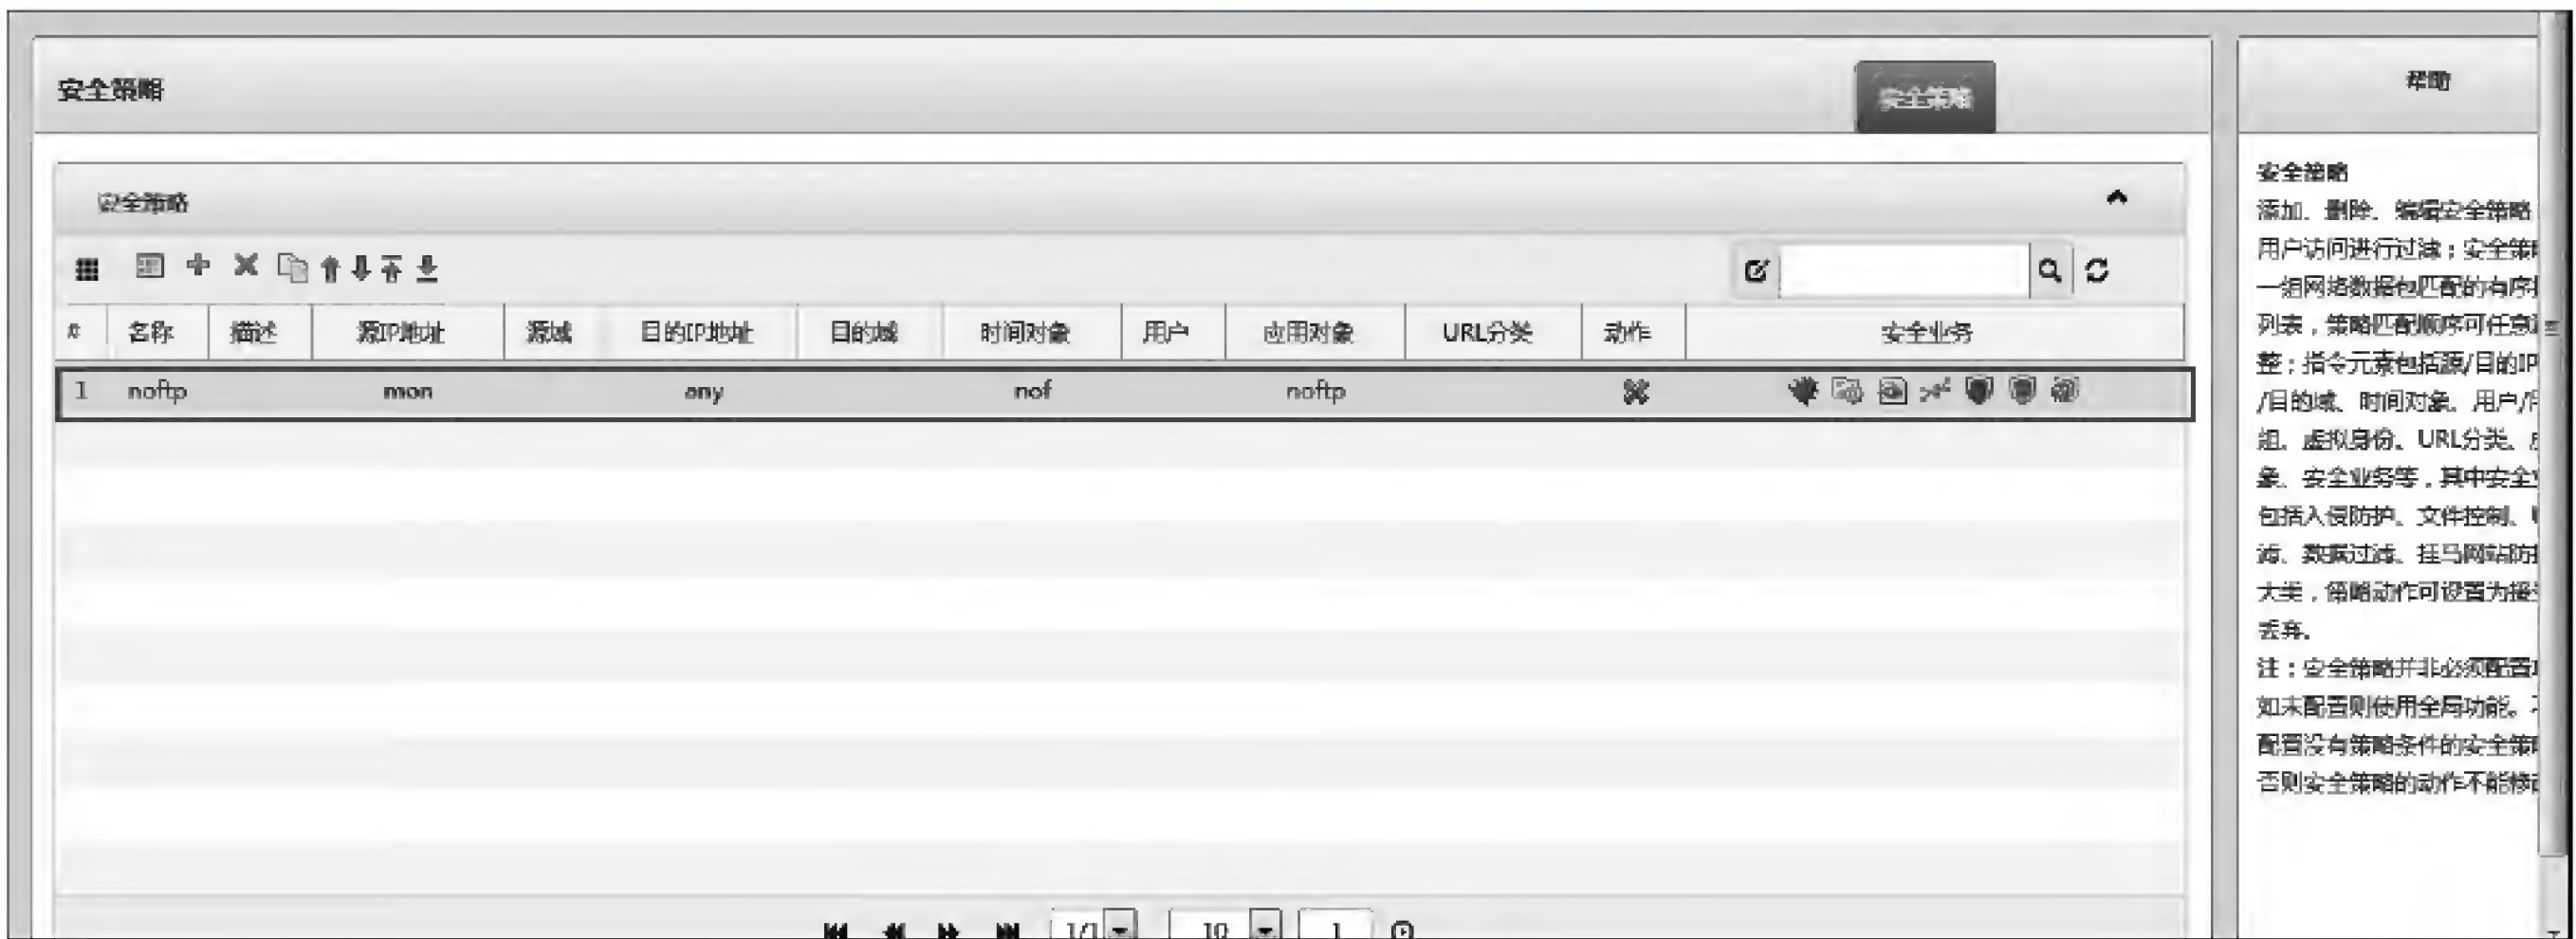 安全策略
安全策略
安全策略
# 名称 描述 源IP地址 源域 目的IP地址 目的域 时间对象 用户 应用对象 URL分类 动作 安全业务
1 noftp mon any nof noftp
1/1 10 1
帮助
安全策略
添加、删除、编辑安全策略
用户访问进行过滤；安全策
一组网络数据包匹配的有序
列表，策略匹配顺序可任意
整；指令元素包括源/目的IP
/目的域、时间对象、用户/
组、虚拟身份、URL分类、
象、安全业务等，其中安全
包括入侵防护、文件控制、
滤、数据过滤、挂马网站防
大类，策略动作可设置为接
丢弃。
注：安全策略并非必须配置
如未配置则使用全局功能。
配置没有策略条件的安全策
否则安全策略的动作不能修